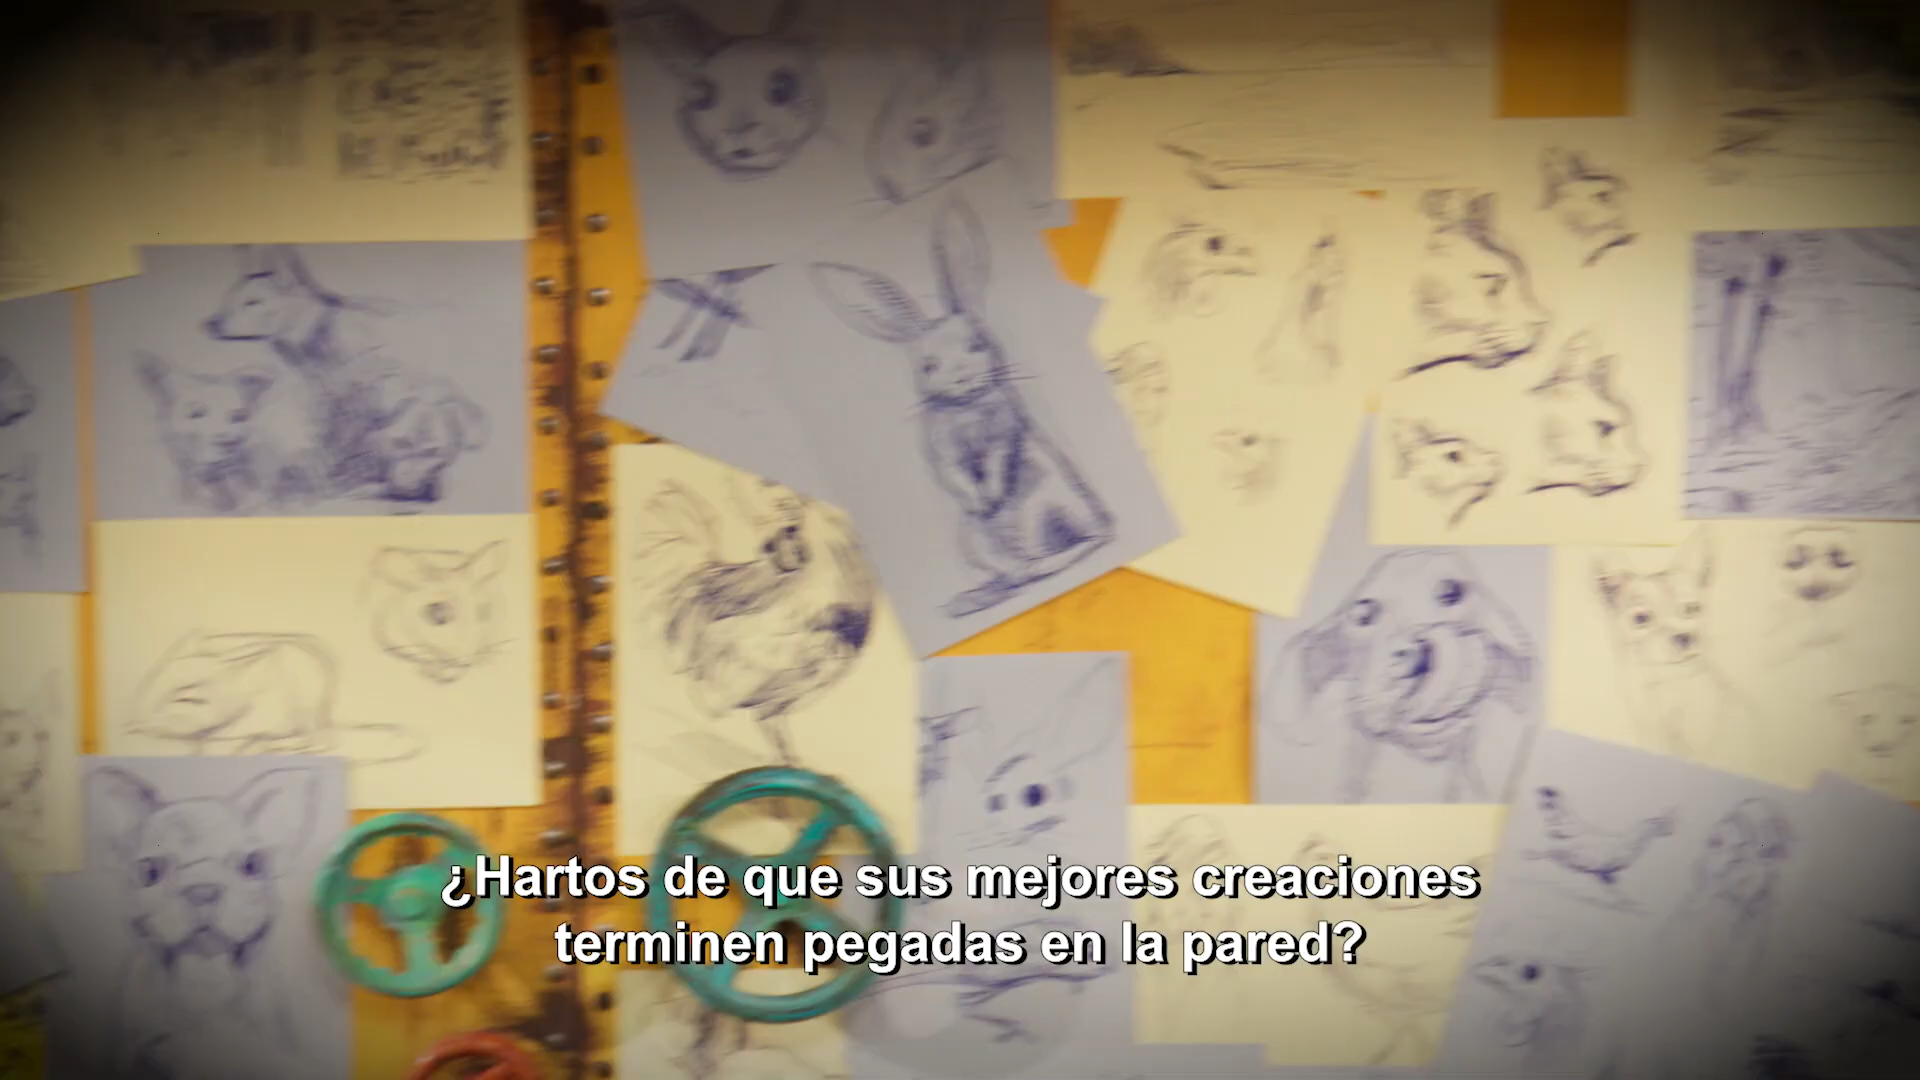 ¿Hartos de que sus mejores creaciones
terminen pegadas en la pared?